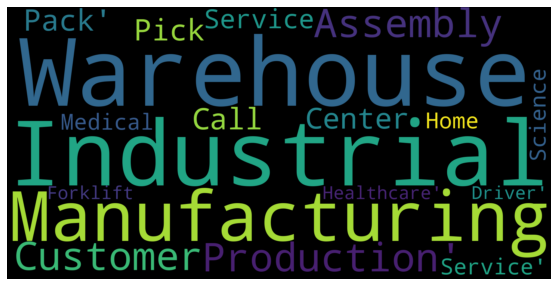 Pack' Pick Service Assembly
Warehouse
Science
Medical Call Center Home
Industrial
Forklift Healthcare' Driver'
Manufacturing
Customer Production' Service'